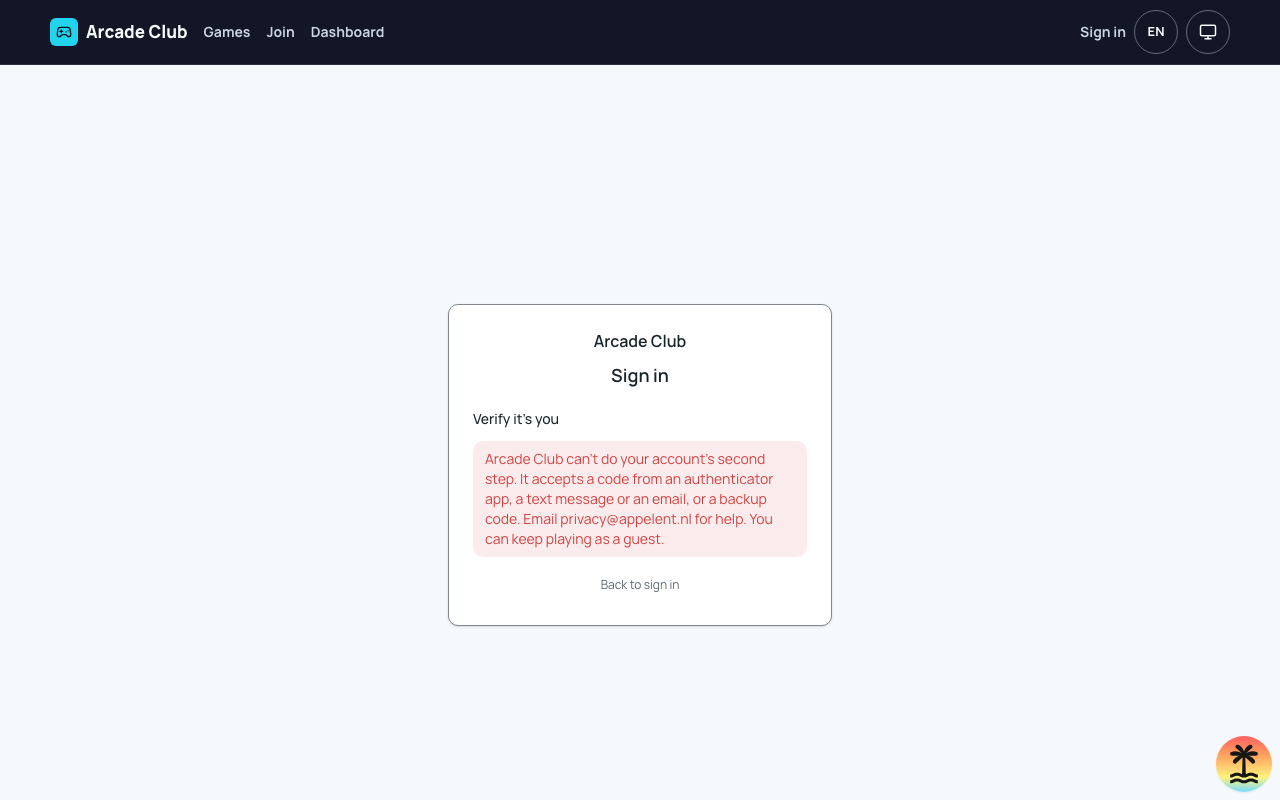 Arcade Club Games Join Dashboard Sign in EN
Arcade Club
Sign in
Verify it's you
Arcade Club can't do your account's second
step. It accepts a code from an authenticator
app, a text message or an email, or a backup
code. Email privacy@appelent.nl for help. You
can keep playing as a guest.
Back to sign in